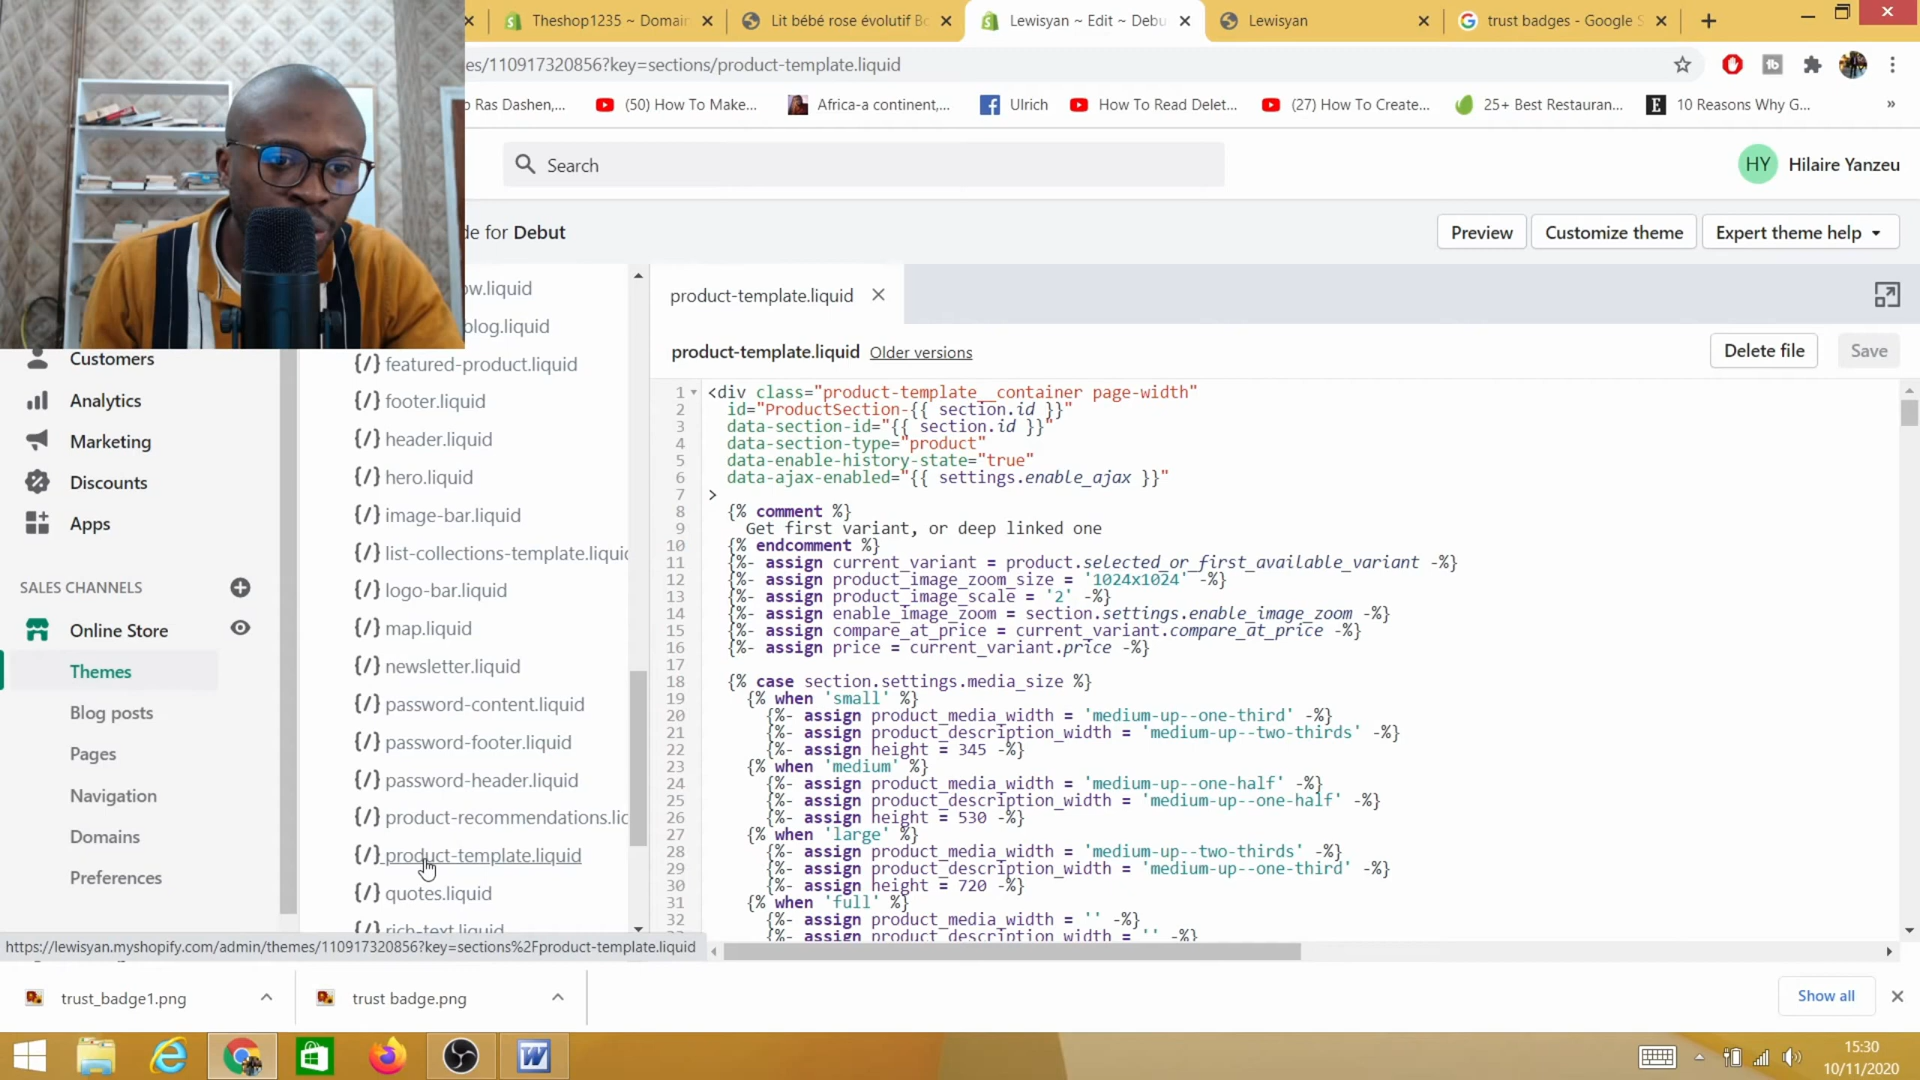 Theshop1235 ~ Domain
Lit bébé rose évolutif Bo
Lewisyan ~ Edit ~ Debu
Lewisyan
trust badges - Google S
es/110917320856?key=sections/product-template.liquid
o Ras Dashen,...
(50) How To Make...
Africa-a continent,...
Ulrich
How To Read Delet...
(27) How To Create...
25+ Best Restauran...
10 Reasons Why G...
»
Search
HY
Hilaire Yanzeu
de for Debut
Preview
Customize theme
Expert theme help
Customers
Analytics
Marketing
Discounts
Apps
SALES CHANNELS
Online Store
Themes
Blog posts
Pages
Navigation
Domains
Preferences
ow.liquid
blog.liquid
{/} featured-product.liquid
{/} footer.liquid
{/} header.liquid
{/} hero.liquid
{/} image-bar.liquid
{/} list-collections-template.liquid
{/} logo-bar.liquid
{/} map.liquid
{/} newsletter.liquid
{/} password-content.liquid
{/} password-footer.liquid
{/} password-header.liquid
{/} product-recommendations.lic
{/} product-template.liquid
{/} quotes.liquid
{/} rich-text.liquid
product-template.liquid
product-template.liquid Older versions
Delete file
Save
1 <div class="product-template__container page-width"
2 id="ProductSection-{{ section.id }}"
3 data-section-id="{{ section.id }}"
4 data-section-type="product"
5 data-enable-history-state="true"
6 data-ajax-enabled="{{ settings.enable_ajax }}"
7 >
8 {% comment %}
9 Get first variant, or deep linked one
10 {% endcomment %}
11 {%- assign current_variant = product.selected_or_first_available_variant -%}
12 {%- assign product_image_zoom_size = '1024x1024' -%}
13 {%- assign product_image_scale = '2' -%}
14 {%- assign enable_image_zoom = section.settings.enable_image_zoom -%}
15 {%- assign compare_at_price = current_variant.compare_at_price -%}
16 {%- assign price = current_variant.price -%}
17
18 {% case section.settings.media_size %}
19 {% when 'small' %}
20 {%- assign product_media_width = 'medium-up--one-third' -%}
21 {%- assign product_description_width = 'medium-up--two-thirds' -%}
22 {%- assign height = 345 -%}
23 {% when 'medium' %}
24 {%- assign product_media_width = 'medium-up--one-half' -%}
25 {%- assign product_description_width = 'medium-up--one-half' -%}
26 {%- assign height = 530 -%}
27 {% when 'large' %}
28 {%- assign product_media_width = 'medium-up--two-thirds' -%}
29 {%- assign product_description_width = 'medium-up--one-third' -%}
30 {%- assign height = 720 -%}
31 {% when 'full' %}
32 {%- assign product_media_width = '' -%}
{%- assign product_description_width = '' -%}
https://lewisyan.myshopify.com/admin/themes/110917320856?key=sections%2Fproduct-template.liquid
trust_badge1.png
trust badge.png
Show all
15:30
10/11/2020